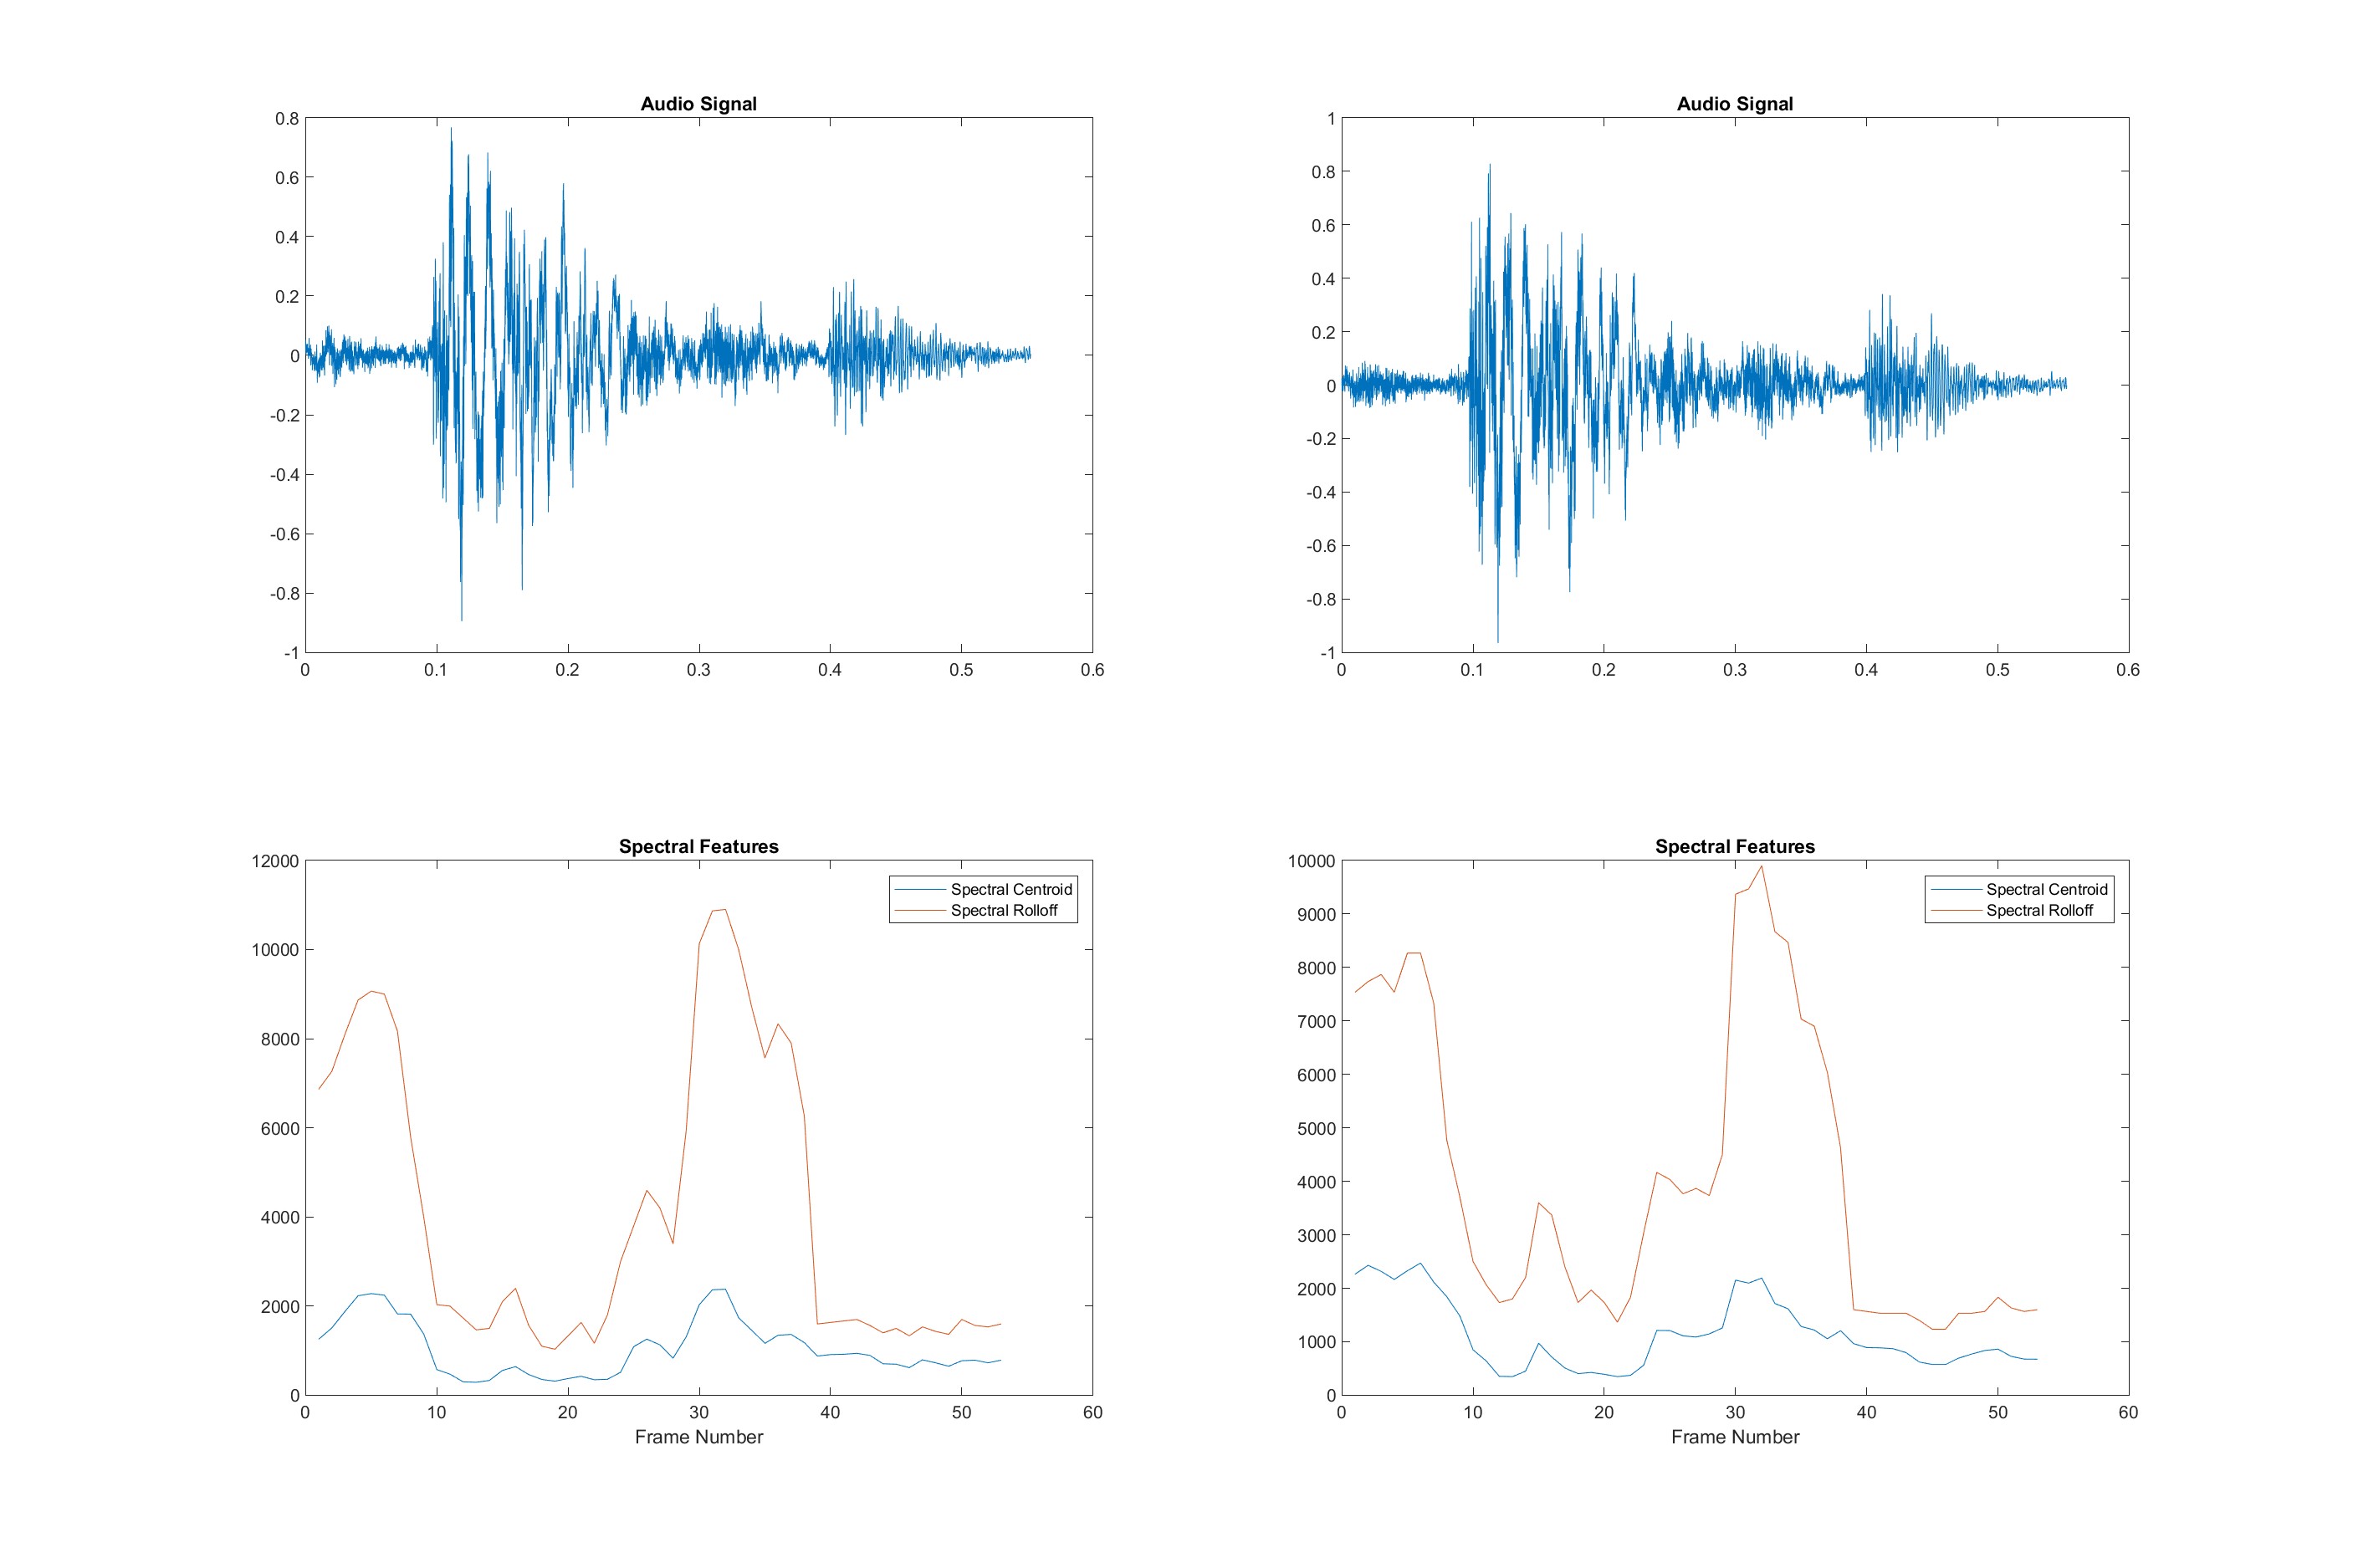 Audio Signal
0.8
0.6
0.4
0.2
0
-0.2
-0.4
-0.6
-0.8
-1
0 0.1 0.2 0.3 0.4 0.5 0.6
Audio Signal
1
0.8
0.6
0.4
0.2
0
-0.2
-0.4
-0.6
-0.8
-1
0 0.1 0.2 0.3 0.4 0.5 0.6
Spectral Features
12000
10000
8000
6000
4000
2000
0
Spectral Centroid
Spectral Rolloff
0 10 20 30 40 50 60
Frame Number
Spectral Features
10000
9000
8000
7000
6000
5000
4000
3000
2000
1000
0
Spectral Centroid
Spectral Rolloff
0 10 20 30 40 50 60
Frame Number